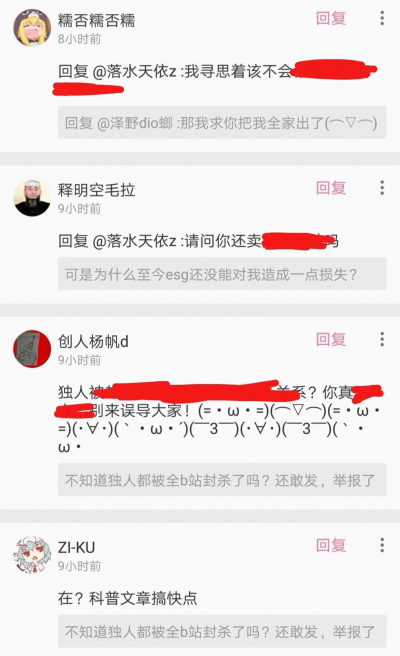 糯否糯否糯
回复
8小时前
回复 @落水天依z :我寻思着该不会
回复 @泽野dio螂 :那我求你把我全家出了(⌒▽⌒)
释明空毛拉
回复
9小时前
回复 @落水天依z :请问你还卖 吗
可是为什么至今esg还没能对我造成一点损失?
创人杨帆d
回复
9小时前
独人被 关系? 你真
别来误导大家! (=・ω・=)(⌒▽⌒)(=・ω・
=)(･∀･)(｀・ω・´)(￣3￣)(･∀･)(￣3￣)(｀・
ω・
不知道独人都被全b站封杀了吗? 还敢发, 举报了
ZI-KU
回复
9小时前
在? 科普文章搞快点
不知道独人都被全b站封杀了吗? 还敢发, 举报了